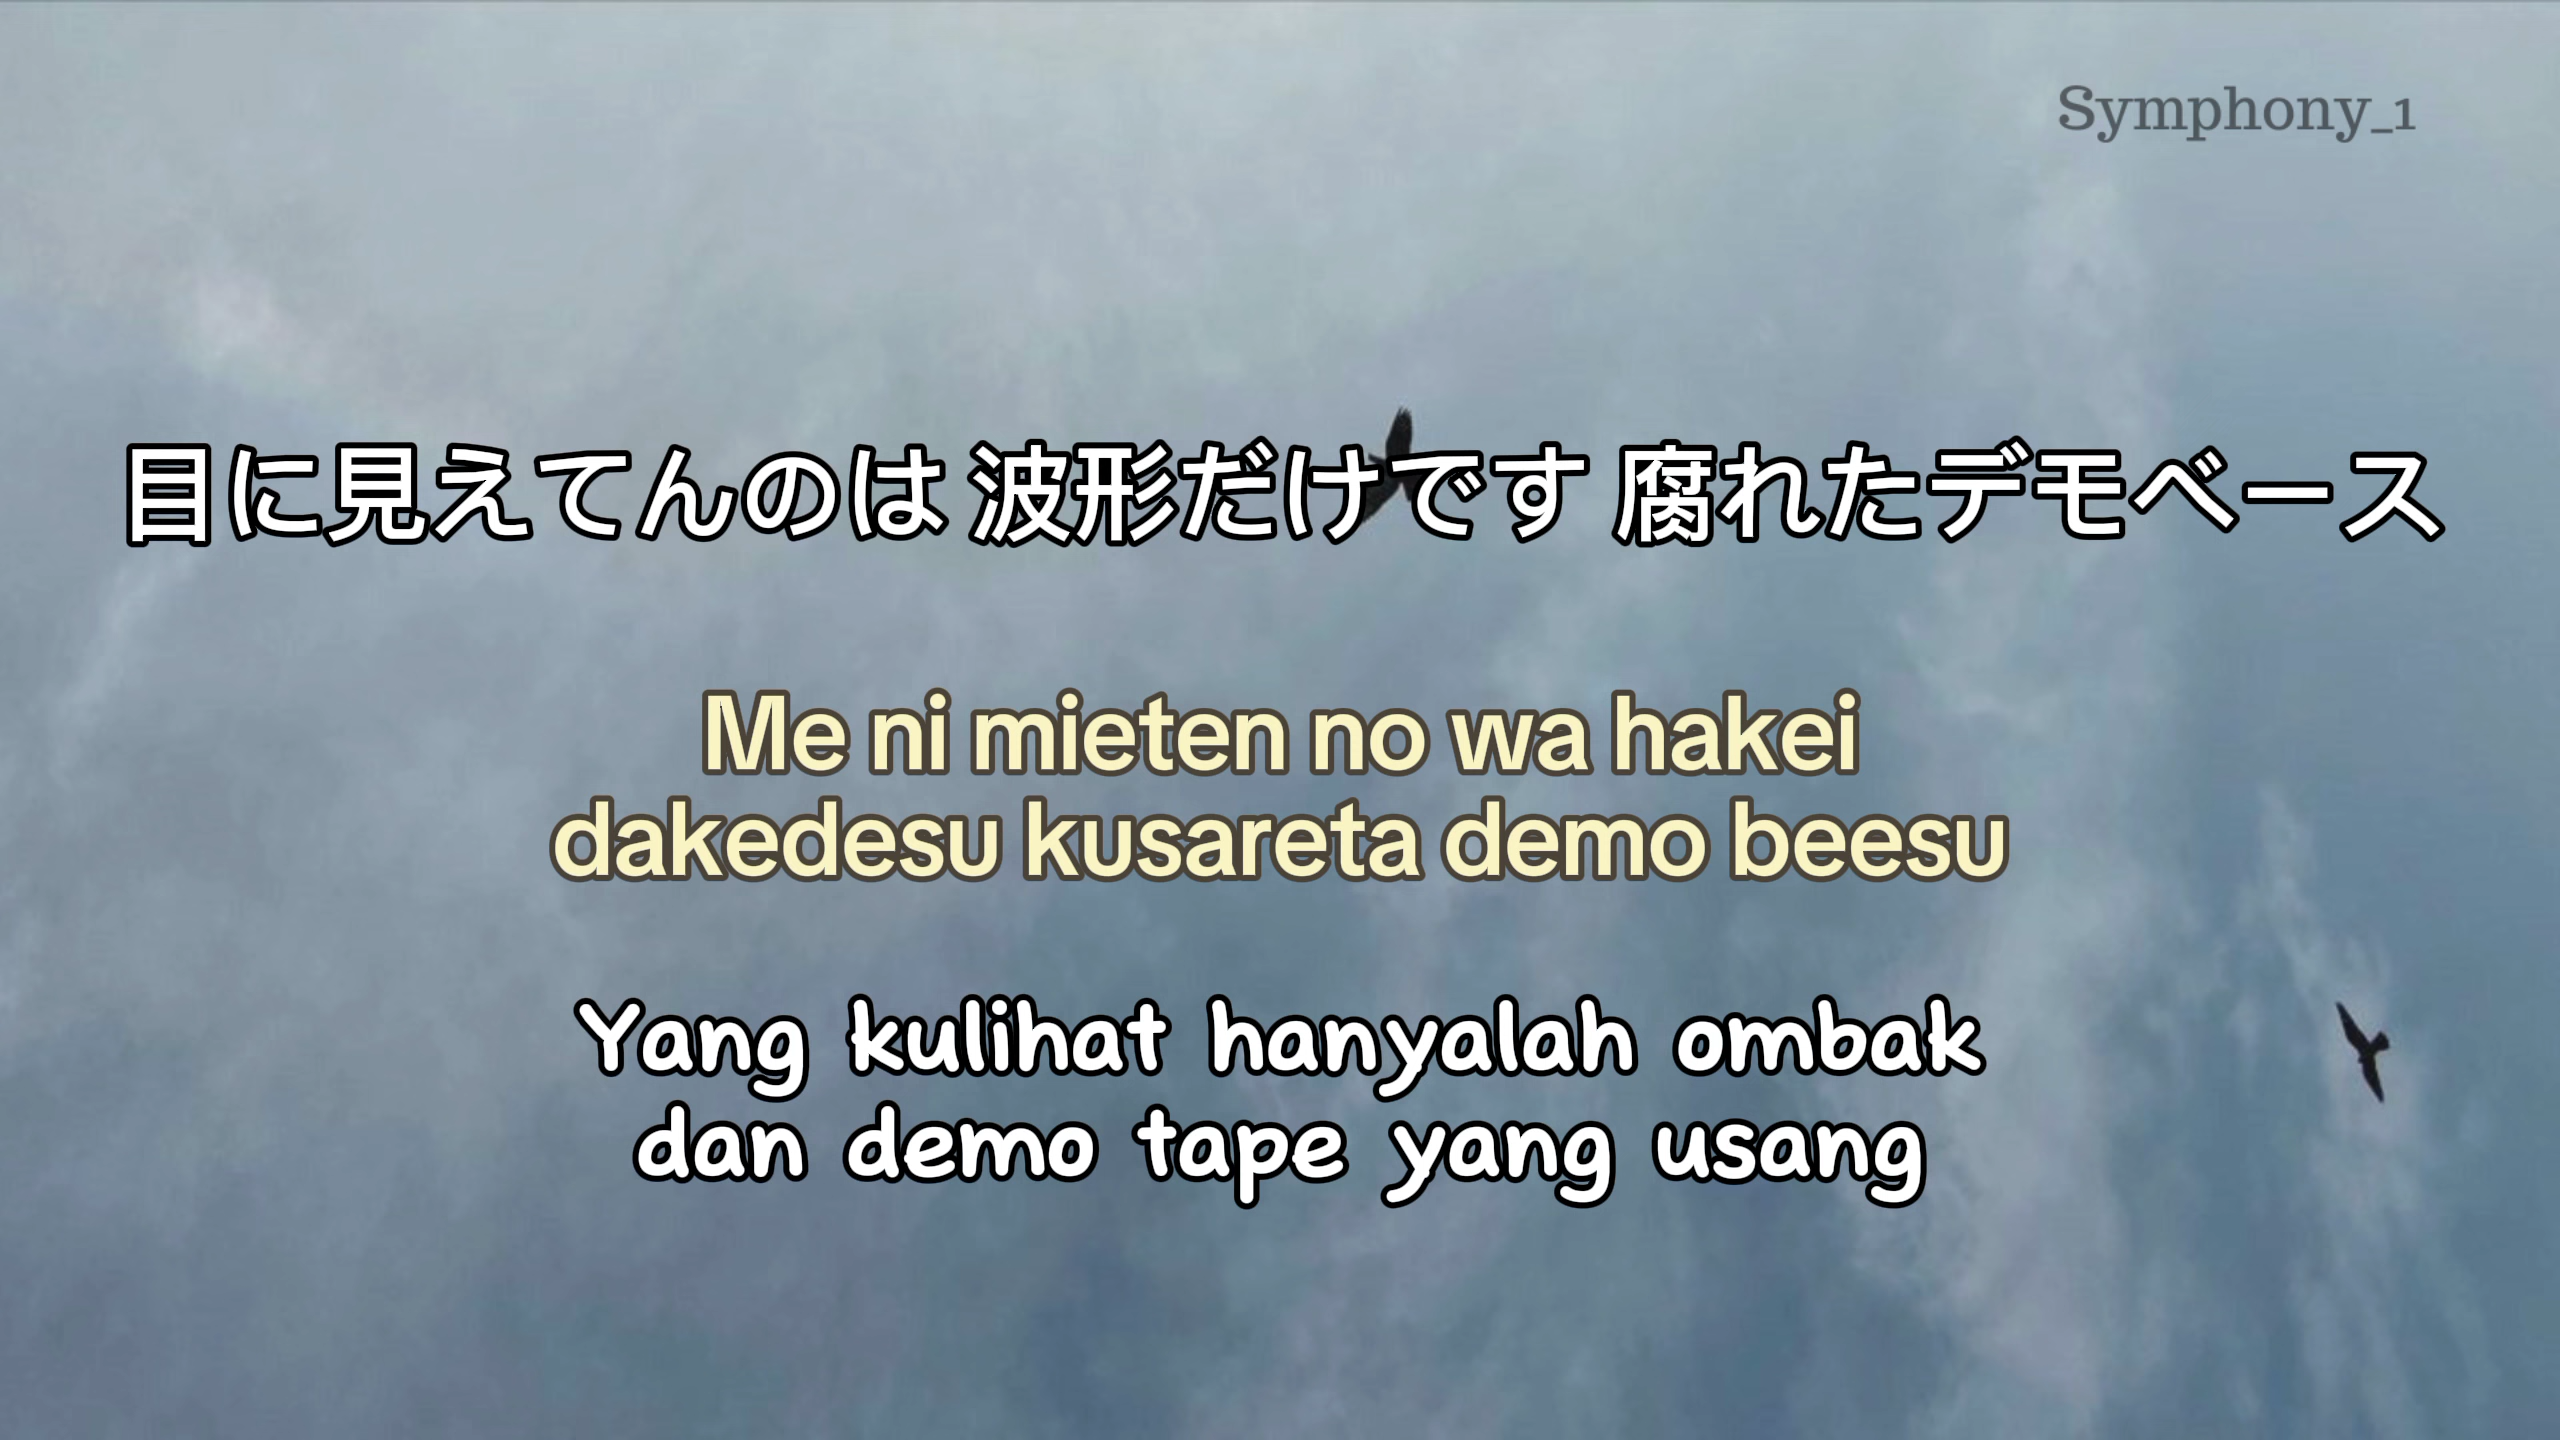 Symphony_1
目に見えてんのは 波形だけです 腐れたデモベース
Me ni mieten no wa hakei
dakedesu kusareta demo beesu
Yang kulihat hanyalah ombak
dan demo tape yang usang